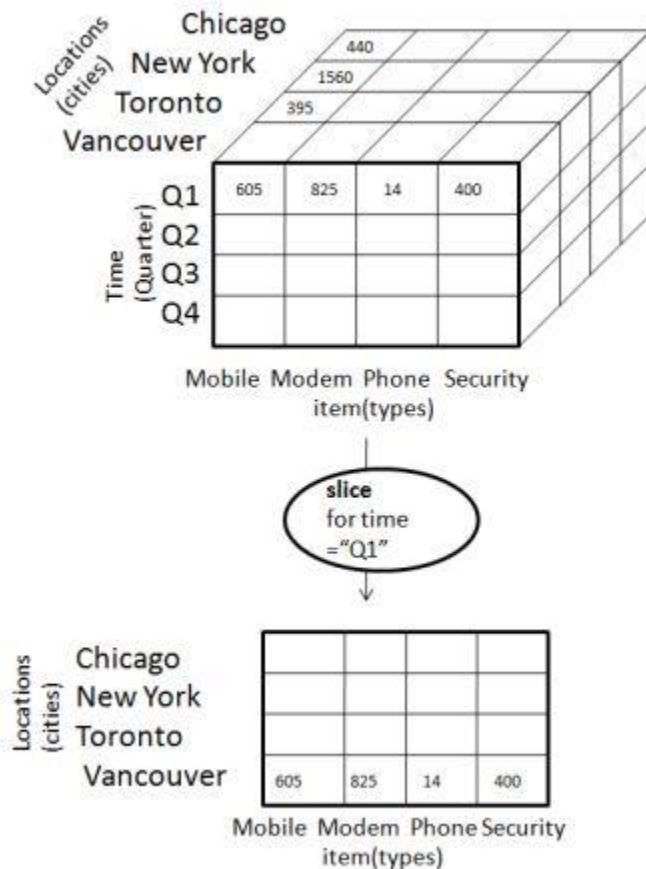 Chicago
New York
Toronto
Vancouver
Locations
(cities)
440
1560
395
Q1
Q2
Q3
Q4
Time
(Quarter)
605 825 14 400
Mobile Modem Phone Security
item(types)
slice
for time
="Q1"
Locations
(cities)
Chicago
New York
Toronto
Vancouver
605 825 14 400
Mobile Modem Phone Security
item(types)